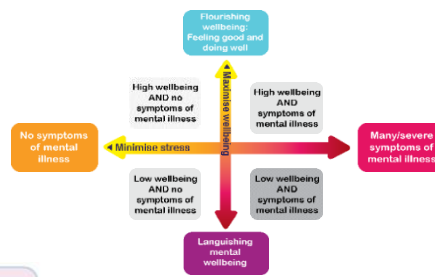 Flourishing
wellbeing:
Feeling good and
doing well
High wellbeing
AND no
symptoms of
mental illness
Maximise wellbeing
High wellbeing
AND
symptoms of
mental illness
No symptoms
of mental
illness
Minimise stress
Many/severe
symptoms of
mental illness
Low wellbeing
AND no
symptoms of
mental illness
Low wellbeing
AND
symptoms of
mental illness
Languishing
mental
wellbeing